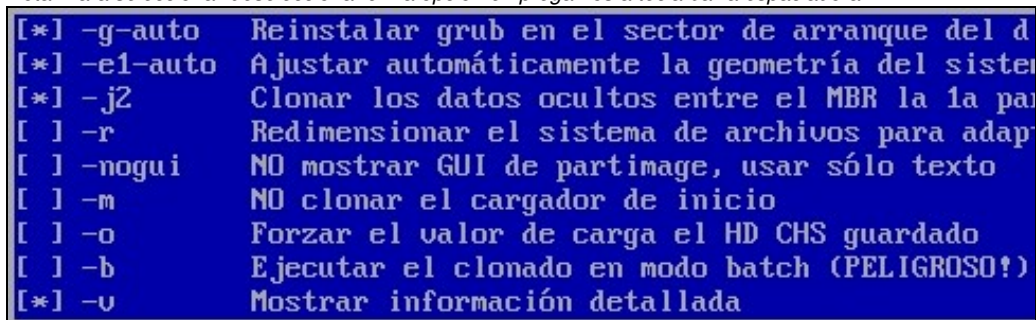 [*] -g-auto Reinstalar grub en el sector de arranque del d
[*] -e1-auto Ajustar automáticamente la geometría del siste
[*] -j2 Clonar los datos ocultos entre el MBR la 1a pa
[ ] -r Redimensionar el sistema de archivos para adap
[ ] -nogui NO mostrar GUI de partimage, usar sólo texto
[ ] -m NO clonar el cargador de inicio
[ ] -o Forzar el valor de carga el HD CHS guardado
[ ] -b Ejecutar el clonado en modo batch (PELIGROSO!)
[*] -v Mostrar información detallada